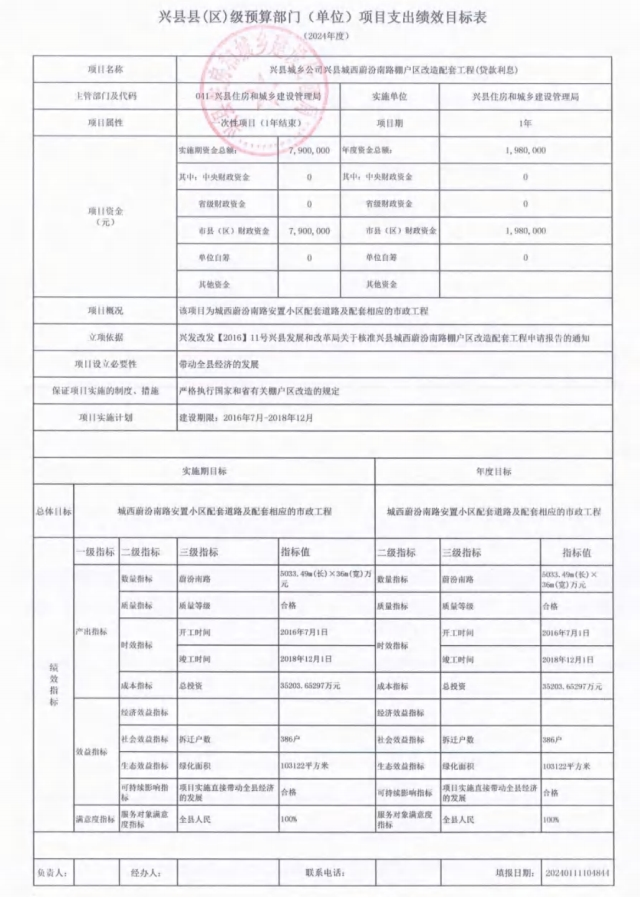 兴县县(区)级预算部门（单位）项目支出绩效目标表
（2024年度）
项目名称 兴县城乡公司兴县城西蔚汾南路棚户区改造配套工程(贷款利息)
主管部门及代码 041-兴县住房和城乡建设管理局 实施单位 兴县住房和城乡建设管理局
项目属性 一次性项目（1年结束） 项目期 1年
项目资金（元）
实施期资金总额： 7,900,000 年度资金总额： 1,980,000
其中：中央财政资金 0 其中：中央财政资金 0
省级财政资金 0 省级财政资金 0
市县（区）财政资金 7,900,000 市县（区）财政资金 1,980,000
单位自筹 0 单位自筹 0
其他资金 其他资金
项目概况 该项目为城西蔚汾南路安置小区配套道路及配套相应的市政工程
立项依据 兴发改发【2016】11号兴县发展和改革局关于核准兴县城西蔚汾南路棚户区改造配套工程申请报告的通知
项目设立必要性 带动全县经济的发展
保证项目实施的制度、措施 严格执行国家和省有关棚户区改造的规定
项目实施计划 建设期限：2016年7月-2018年12月
实施期目标 年度目标
总体目标 城西蔚汾南路安置小区配套道路及配套相应的市政工程 城西蔚汾南路安置小区配套道路及配套相应的市政工程
绩效指标
一级指标 二级指标 三级指标 指标值 二级指标 三级指标 指标值
产出指标
数量指标 蔚汾南路 5033.49m(长)×36m(宽)万元 数量指标 蔚汾南路 5033.49m(长)×36m(宽)万元
质量指标 质量等级 合格 质量指标 质量等级 合格
时效指标 开工时间 2016年7月1日 时效指标 开工时间 2016年7月1日
竣工时间 2018年12月1日 竣工时间 2018年12月1日
成本指标 总投资 35203.65297万元 成本指标 总投资 35203.65297万元
效益指标
经济效益指标 经济效益指标
社会效益指标 拆迁户数 386户 社会效益指标 拆迁户数 386户
生态效益指标 绿化面积 103122平方米 生态效益指标 绿化面积 103122平方米
可持续影响指标 项目实施直接带动全县经济的发展 合格 可持续影响指标 项目实施直接带动全县经济的发展 合格
满意度指标 服务对象满意度指标 全县人民 100% 服务对象满意度指标 全县人民 100%
负责人： 经办人： 联系电话： 填报日期： 20240111104844